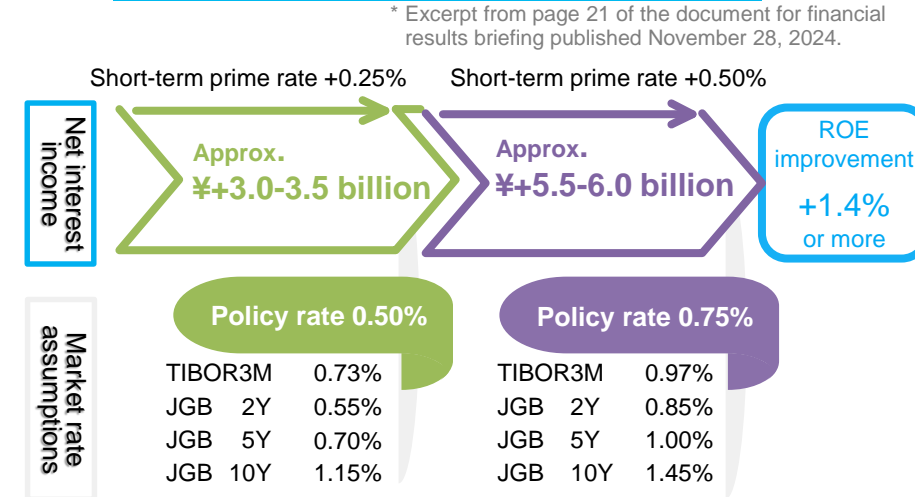 * Excerpt from page 21 of the document for financial
results briefing published November 28, 2024.
Short-term prime rate +0.25%
Short-term prime rate +0.50%
Net interest
income
Approx.
¥+3.0-3.5 billion
Approx.
¥+5.5-6.0 billion
ROE
improvement
+1.4%
or more
Market rate
assumptions
Policy rate 0.50%
TIBOR3M 0.73%
JGB 2Y 0.55%
JGB 5Y 0.70%
JGB 10Y 1.15%
Policy rate 0.75%
TIBOR3M 0.97%
JGB 2Y 0.85%
JGB 5Y 1.00%
JGB 10Y 1.45%